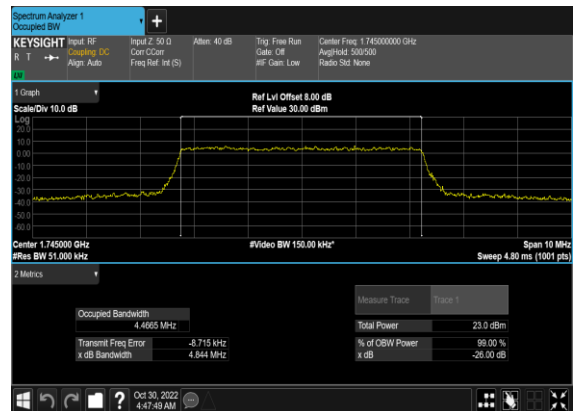 Spectrum Analyzer 1
Occupied BW
KEYSIGHT Input: RF Input Z: 50 Ω Atten: 40 dB Trig: Free Run Center Freq: 1.745000000 GHz
R T Coupling: DC Corr CCorr Gate: Off Avg|Hold: 500/500
Align: Auto Freq Ref: Int (S) #IF Gain: Low Radio Std: None
1 Graph
Ref Lvl Offset 8.00 dB
Scale/Div 10.0 dB Ref Value 30.00 dBm
Log
20.0
10.0
0.00
-10.0
-20.0
-30.0
-40.0
-50.0
-60.0
Center 1.745000 GHz #Video BW 150.00 kHz* Span 10 MHz
#Res BW 51.000 kHz Sweep 4.80 ms (1001 pts)
2 Metrics
Measure Trace Trace 1
Occupied Bandwidth
4.4665 MHz Total Power 23.0 dBm
Transmit Freq Error -8.715 kHz % of OBW Power 99.00 %
x dB Bandwidth 4.844 MHz x dB -26.00 dB
Oct 30, 2022
4:47:49 AM